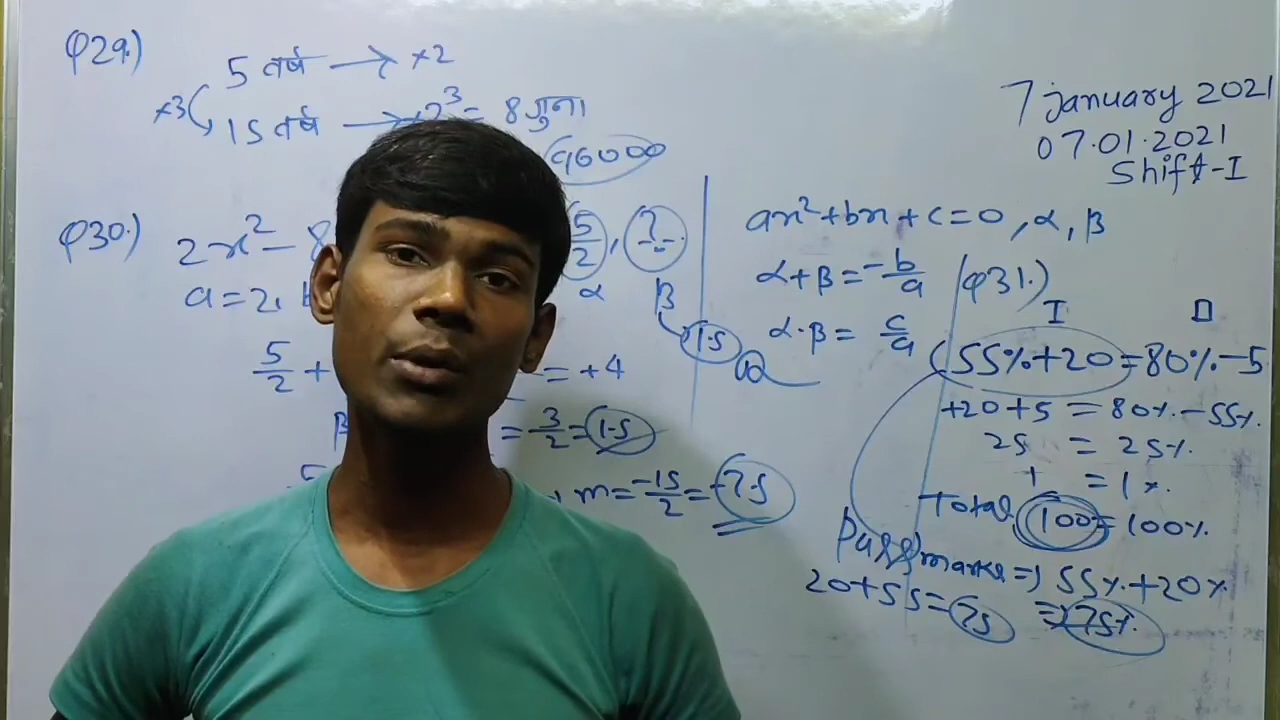 Q29.)
5 वर्ष → ×2
×3
15 वर्ष → 2³ = 8 गुना
96000
7 January 2021
07.01.2021
Shift-I
Q30.)
2x² - 8
5/2, ?
a = 2,
α
β
1.5
5/2 +
= +4
β
= 3/2 = 1.5
m = -15/2 = -7.5
ax² + bx + c = 0, α, β
α + β = -b/a
α·β = c/a
Q31.)
I II
55% + 20 = 80% - 5
+20 + 5 = 80% - 55%
25 = 25%
1 = 1%
Total 100 = 100%
Pass marks ⇒ 55% + 20%
20 + 55 = 75 ⇒ 75%